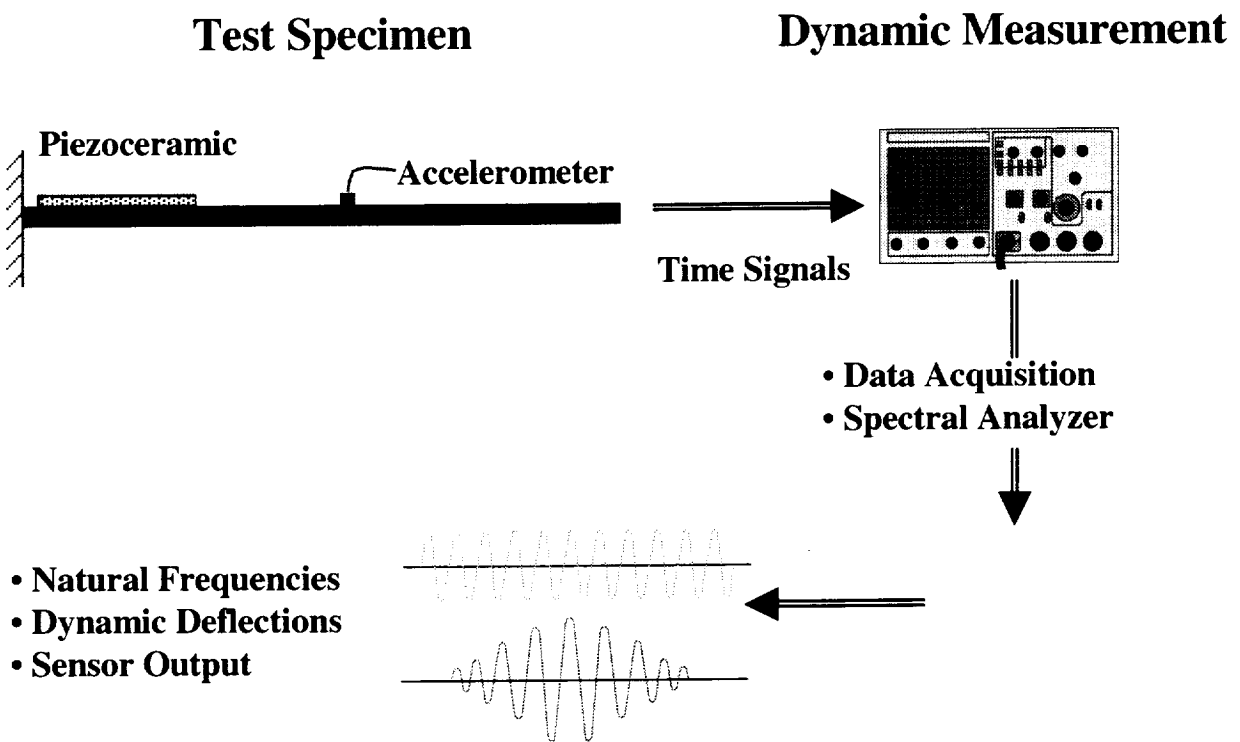 Test Specimen
Dynamic Measurement
Piezoceramic
Accelerometer
Time Signals
• Data Acquisition
• Spectral Analyzer
• Natural Frequencies
• Dynamic Deflections
• Sensor Output